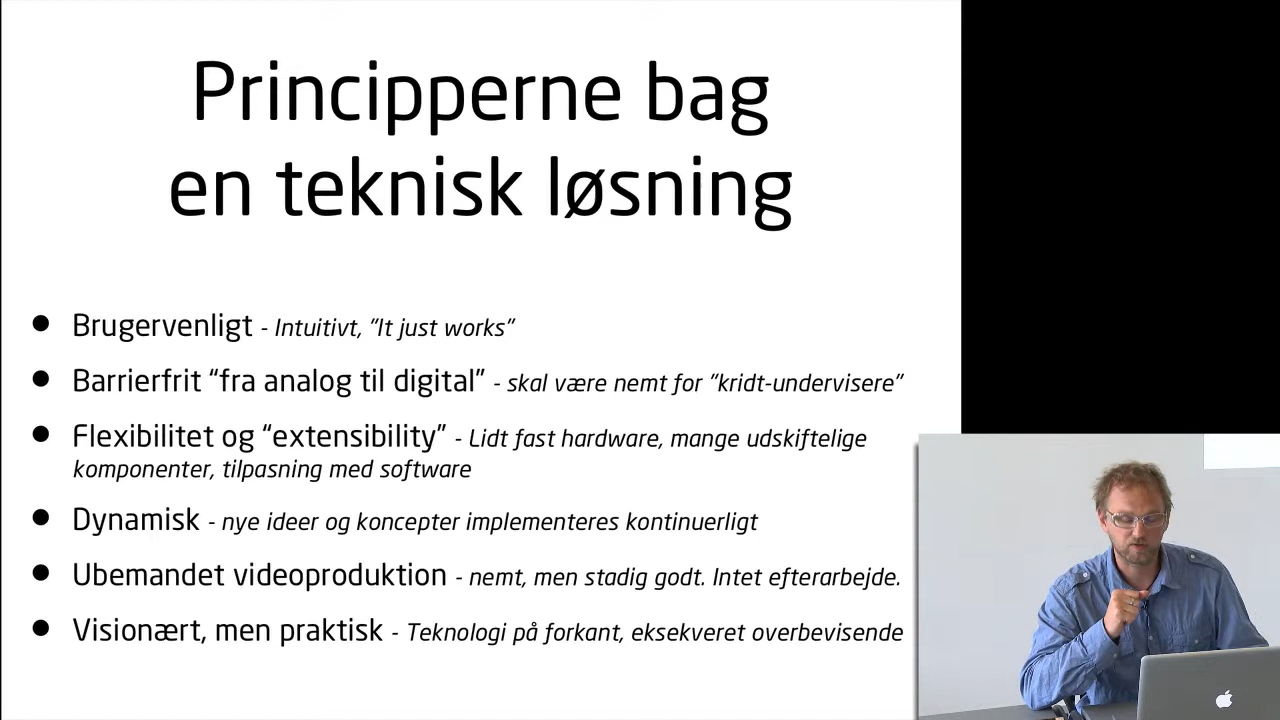 Principperne bag
en teknisk løsning
● Brugervenligt - Intuitivt, "It just works"
● Barrierfrit "fra analog til digital" - skal være nemt for "kridt-undervisere"
● Flexibilitet og "extensibility" - Lidt fast hardware, mange udskiftelige
komponenter, tilpasning med software
● Dynamisk - nye ideer og koncepter implementeres kontinuerligt
● Ubemandet videoproduktion - nemt, men stadig godt. Intet efterarbejde.
● Visionært, men praktisk - Teknologi på forkant, eksekveret overbevisende